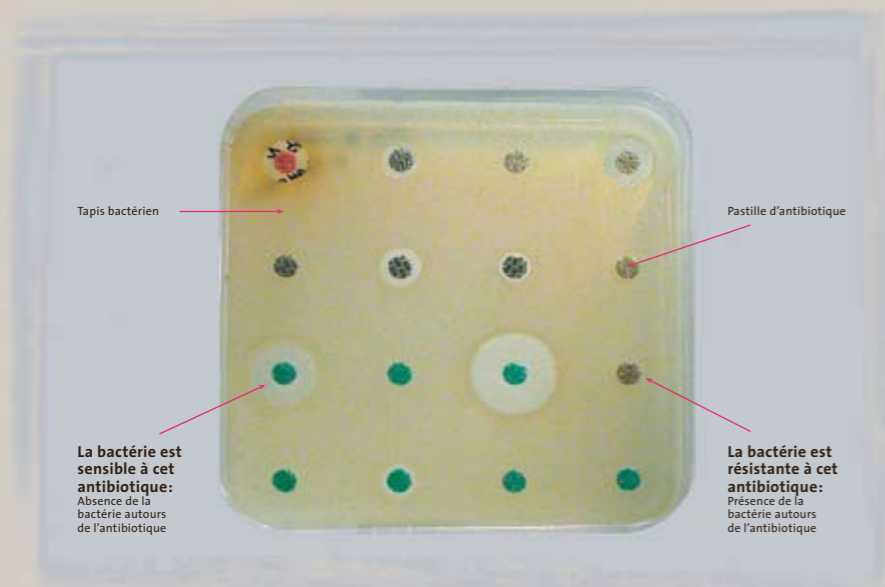 Tapis bactérien
Pastille d'antibiotique
La bactérie est
sensible à cet
antibiotique:
Absence de la
bactérie autours
de l'antibiotique
La bactérie est
résistante à cet
antibiotique:
Présence de la
bactérie autours
de l'antibiotique